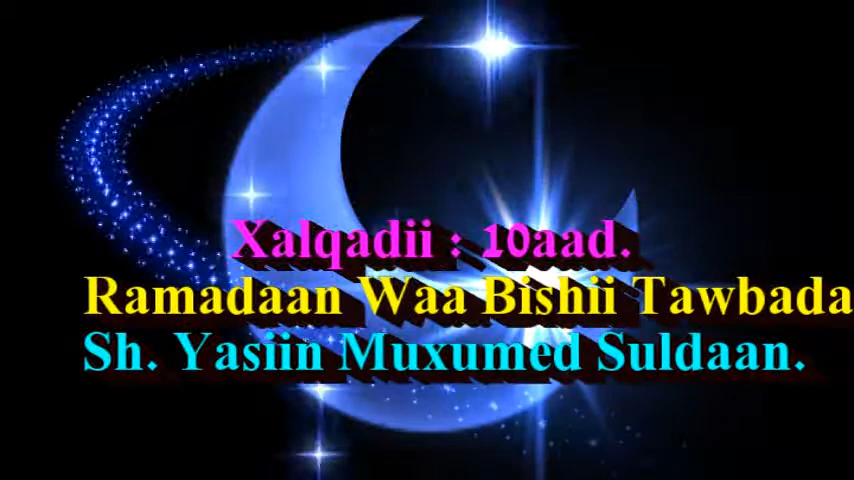 Xalqadii : 10aad.
Ramadaan Waa Bishii Tawbada
Sh. Yasiin Muxumed Suldaan.